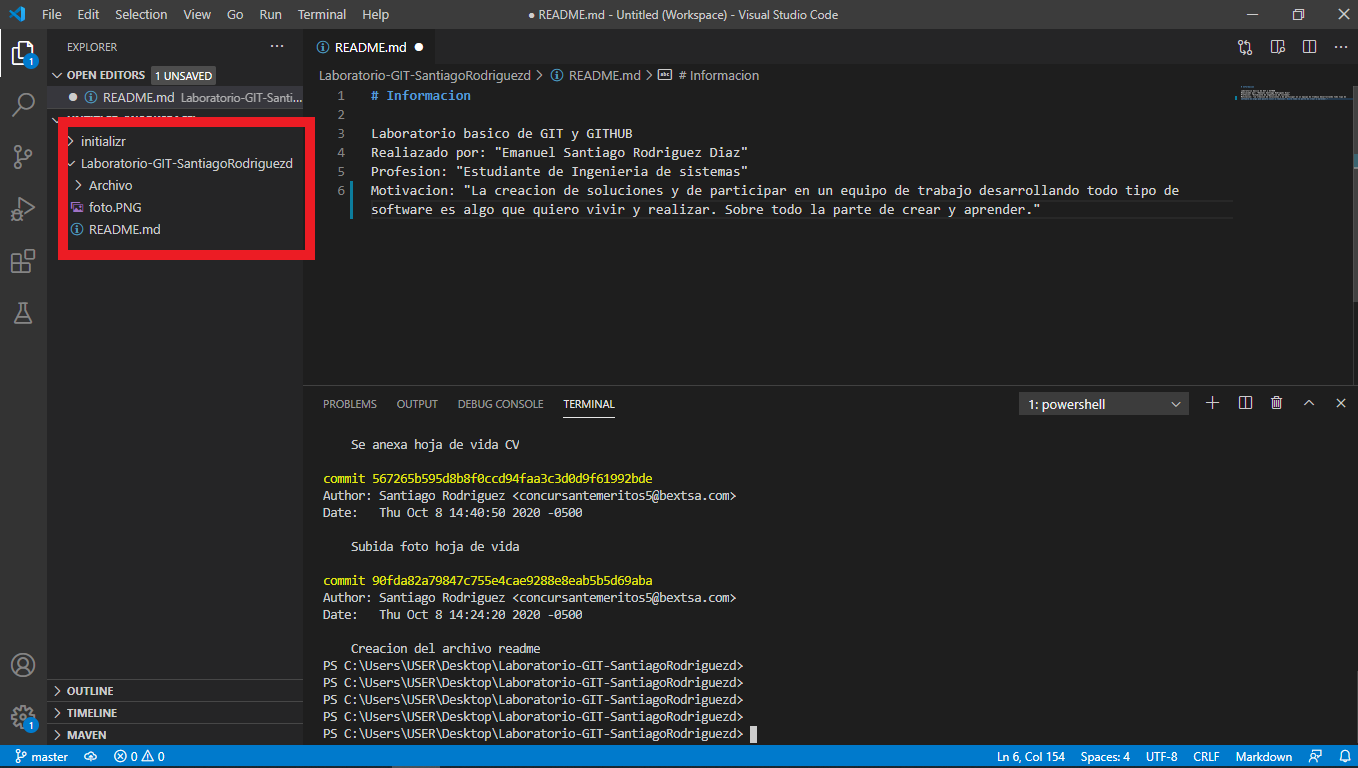 File Edit Selection View Go Run Terminal Help
● README.md - Untitled (Workspace) - Visual Studio Code
EXPLORER
OPEN EDITORS 1 UNSAVED
README.md Laboratorio-GIT-Santi...
initializr
Laboratorio-GIT-SantiagoRodriguezd
Archivo
foto.PNG
README.md
OUTLINE
TIMELINE
MAVEN
README.md
Laboratorio-GIT-SantiagoRodriguezd > README.md > # Informacion
1 # Informacion
2
3 Laboratorio basico de GIT y GITHUB
4 Realiazado por: "Emanuel Santiago Rodriguez Diaz"
5 Profesion: "Estudiante de Ingenieria de sistemas"
6 Motivacion: "La creacion de soluciones y de participar en un equipo de trabajo desarrollando todo tipo de
software es algo que quiero vivir y realizar. Sobre todo la parte de crear y aprender."
PROBLEMS OUTPUT DEBUG CONSOLE TERMINAL
1: powershell
Se anexa hoja de vida CV
commit 567265b595d8b8f0ccd94faa3c3d0d9f61992bde
Author: Santiago Rodriguez <concursantemeritos5@bextsa.com>
Date: Thu Oct 8 14:40:50 2020 -0500
Subida foto hoja de vida
commit 90fda82a79847c755e4cae9288e8eab5b5d69aba
Author: Santiago Rodriguez <concursantemeritos5@bextsa.com>
Date: Thu Oct 8 14:24:20 2020 -0500
Creacion del archivo readme
PS C:\Users\USER\Desktop\Laboratorio-GIT-SantiagoRodriguezd>
PS C:\Users\USER\Desktop\Laboratorio-GIT-SantiagoRodriguezd>
PS C:\Users\USER\Desktop\Laboratorio-GIT-SantiagoRodriguezd>
PS C:\Users\USER\Desktop\Laboratorio-GIT-SantiagoRodriguezd>
PS C:\Users\USER\Desktop\Laboratorio-GIT-SantiagoRodriguezd>
master 0 0 Ln 6, Col 154 Spaces: 4 UTF-8 CRLF Markdown